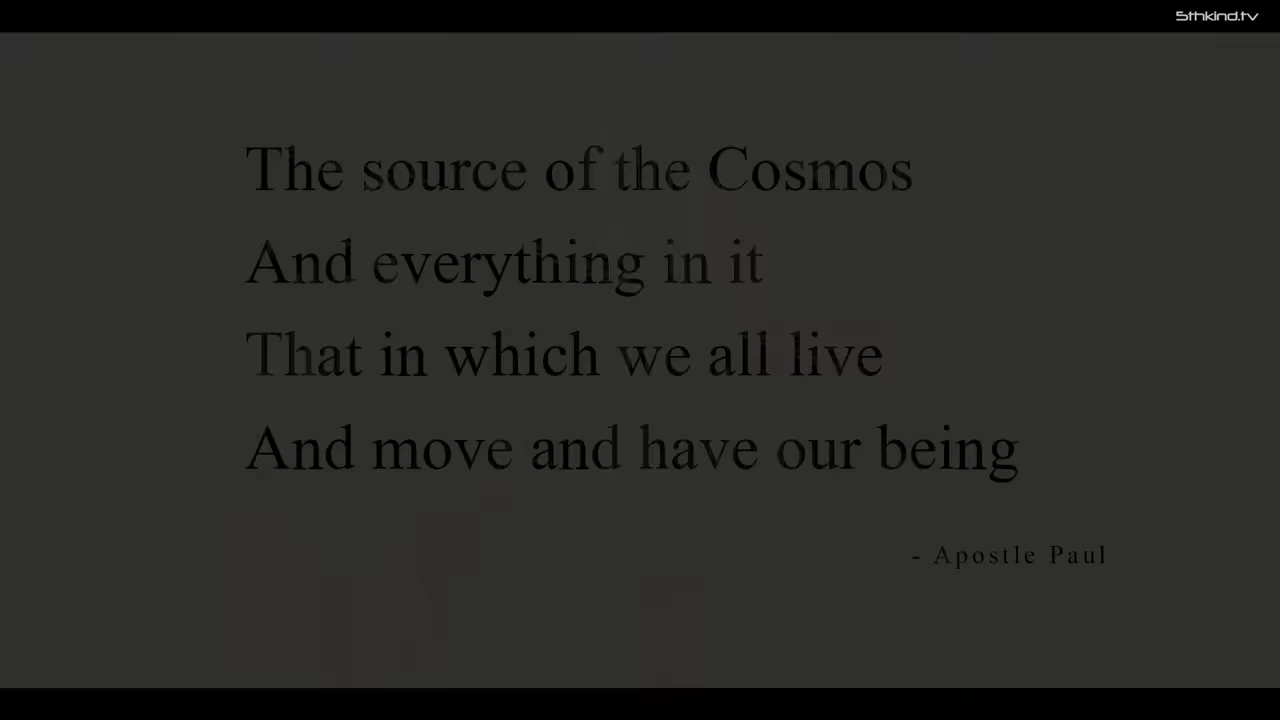 5thkind.tv
The source of the Cosmos
And everything in it
That in which we all live
And move and have our being
- Apostle Paul